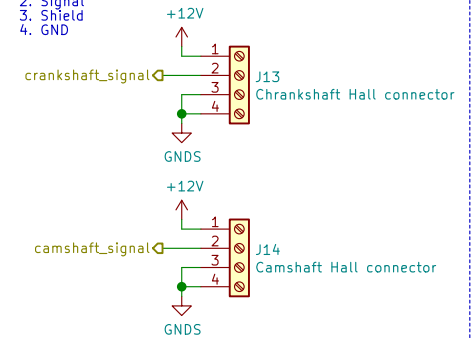 2. Signal
3. Shield
4. GND
+12V
1
crankshaft_signal
2
J13
3
Chrankshaft Hall connector
4
GNDS
+12V
1
camshaft_signal
2
J14
3
Camshaft Hall connector
4
GNDS